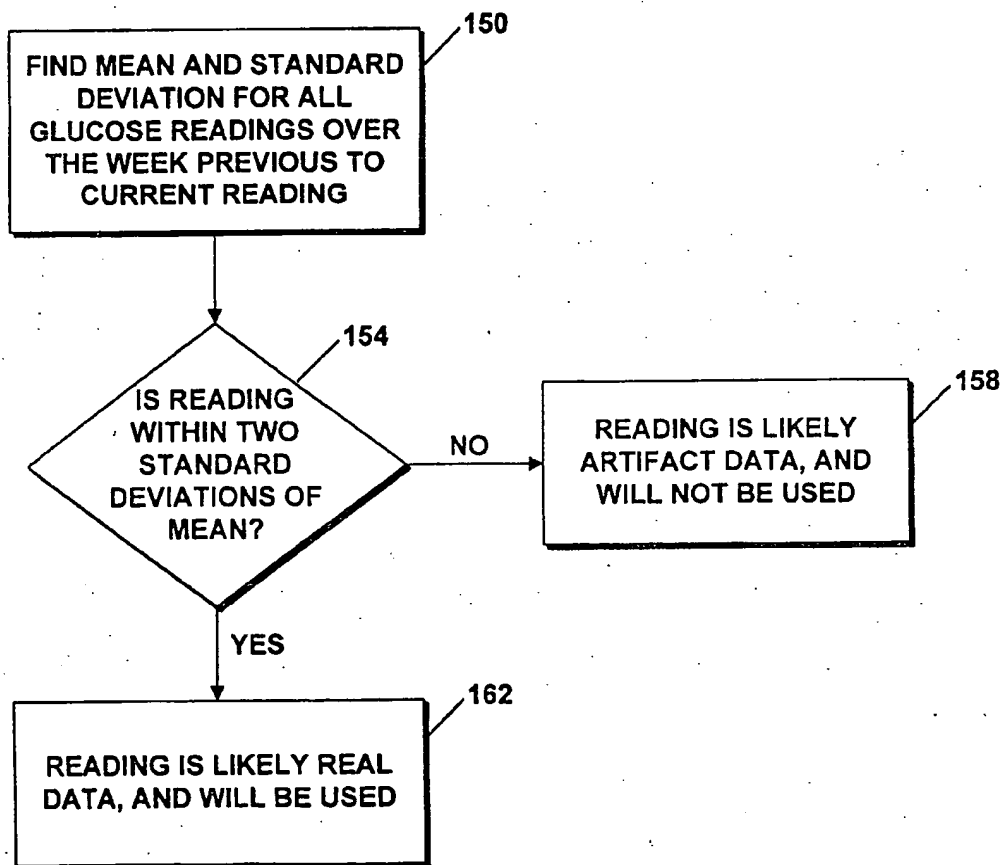 150
FIND MEAN AND STANDARD
DEVIATION FOR ALL
GLUCOSE READINGS OVER
THE WEEK PREVIOUS TO
CURRENT READING
154
IS READING
WITHIN TWO
STANDARD
DEVIATIONS OF
MEAN?
NO
158
READING IS LIKELY
ARTIFACT DATA, AND
WILL NOT BE USED
YES
162
READING IS LIKELY REAL
DATA, AND WILL BE USED